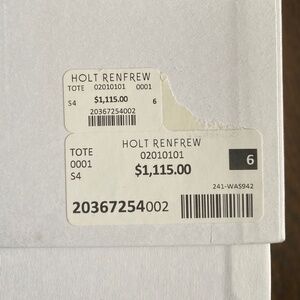 HOLT RENFREW
TOTE 02010101 0001
S4 $1,115.00 6
20367254002
HOLT RENFREW
TOTE 02010101
0001 $1,115.00 6
S4
241-WAS942
20367254002